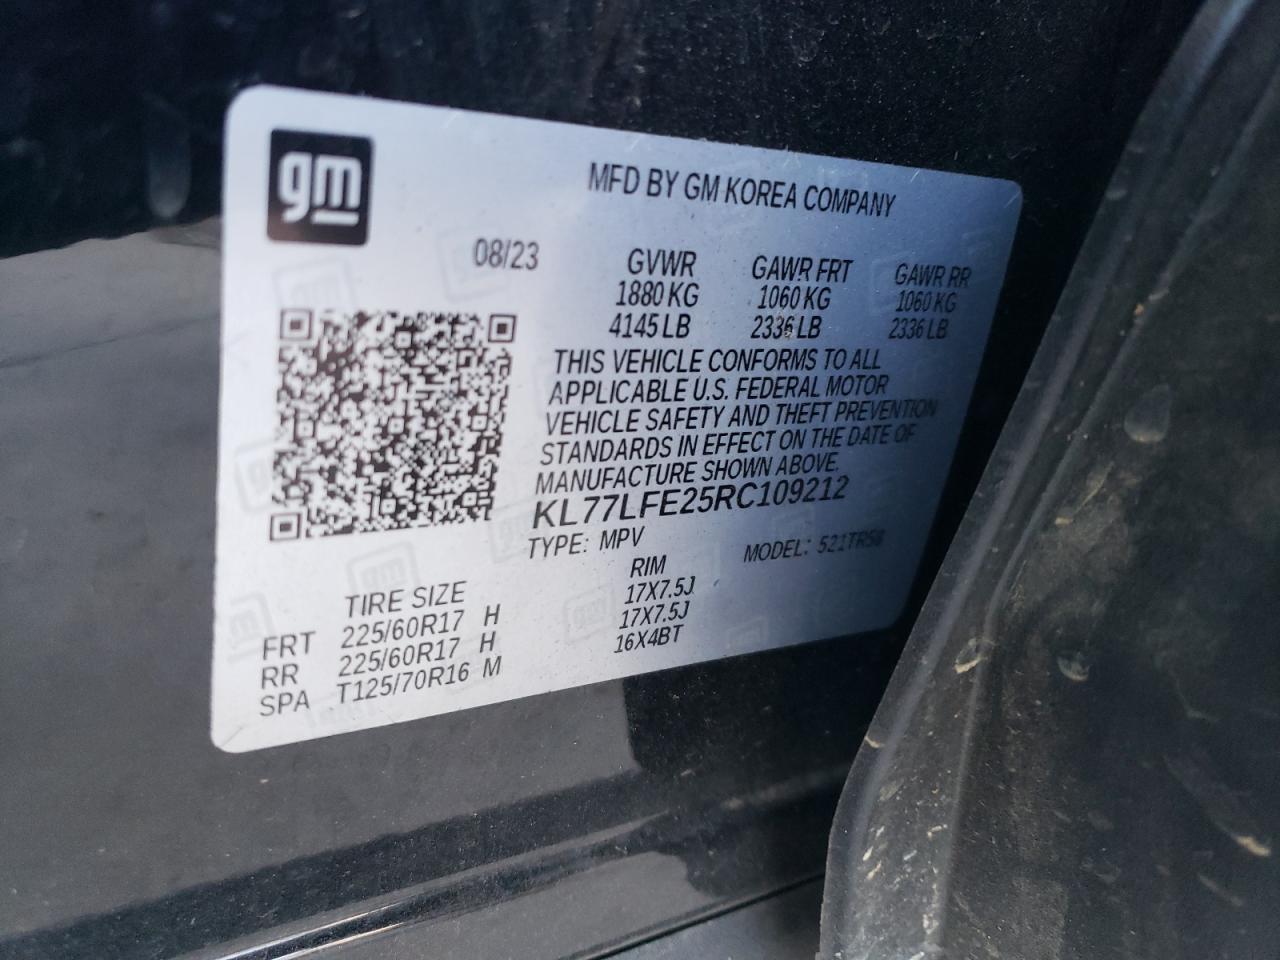 gm
MFD BY GM KOREA COMPANY
08/23 GVWR GAWR FRT GAWR RR
1880 KG 1060 KG 1060 KG
4145 LB 2336 LB 2336 LB
THIS VEHICLE CONFORMS TO ALL
APPLICABLE U.S. FEDERAL MOTOR
VEHICLE SAFETY AND THEFT PREVENTION
STANDARDS IN EFFECT ON THE DATE OF
MANUFACTURE SHOWN ABOVE.
KL77LFE25RC109212
TYPE: MPV MODEL:
TIRE SIZE RIM
FRT 225/60R17 H 17X7.5J
RR 225/60R17 H 17X7.5J
SPA T125/70R16 M 16X4BT